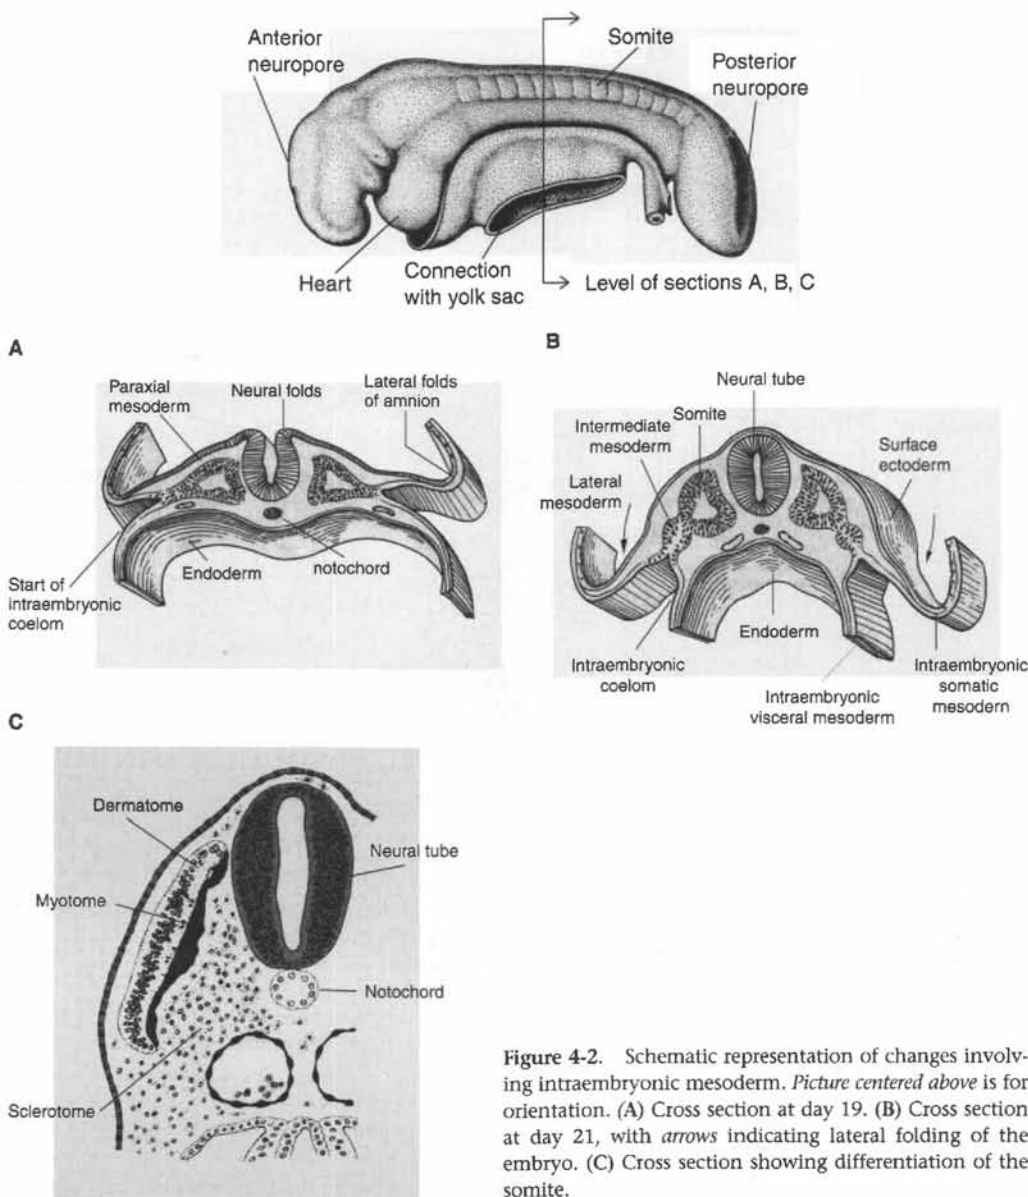 Anterior
neuropore
Somite
Posterior
neuropore
Heart
Connection
with yolk sac
Level of sections A, B, C
A
Paraxial
mesoderm
Neural folds
Lateral folds
of amnion
Start of
intraembryonic
coelom
Endoderm
notochord
B
Neural tube
Somite
Intermediate
mesoderm
Surface
ectoderm
Lateral
mesoderm
Endoderm
Intraembryonic
coelom
Intraembryonic
visceral mesoderm
Intraembryonic
somatic
mesodern
C
Dermatome
Neural tube
Myotome
Notochord
Sclerotome
Figure 4-2. Schematic representation of changes involv-
ing intraembryonic mesoderm. Picture centered above is for
orientation. (A) Cross section at day 19. (B) Cross section
at day 21, with arrows indicating lateral folding of the
embryo. (C) Cross section showing differentiation of the
somite.